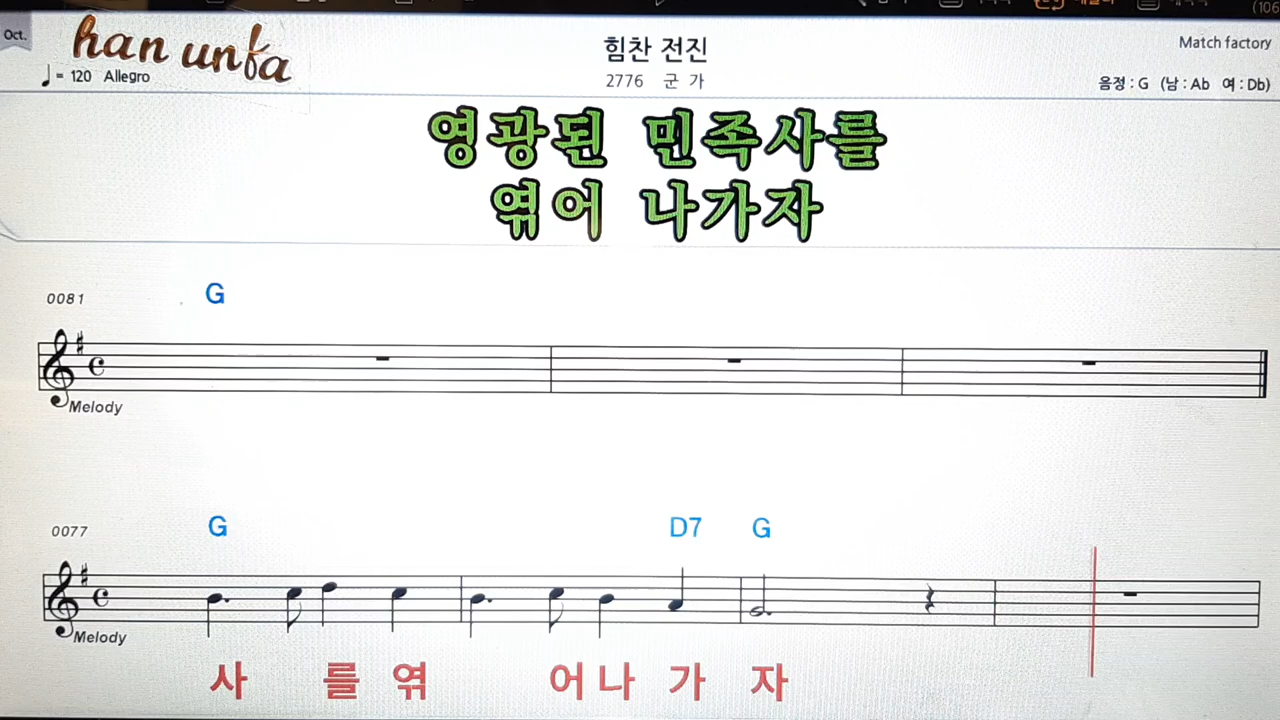 Oct.
han unfa
힘찬 전진
Match factory
= 120 Allegro
2776 군 가
음정 : G (남 : Ab 여 : Db)
영광된 민족사를
엮어 나가자
0081
G
Melody
0077
G D7 G
Melody
사 를 엮 어 나 가 자